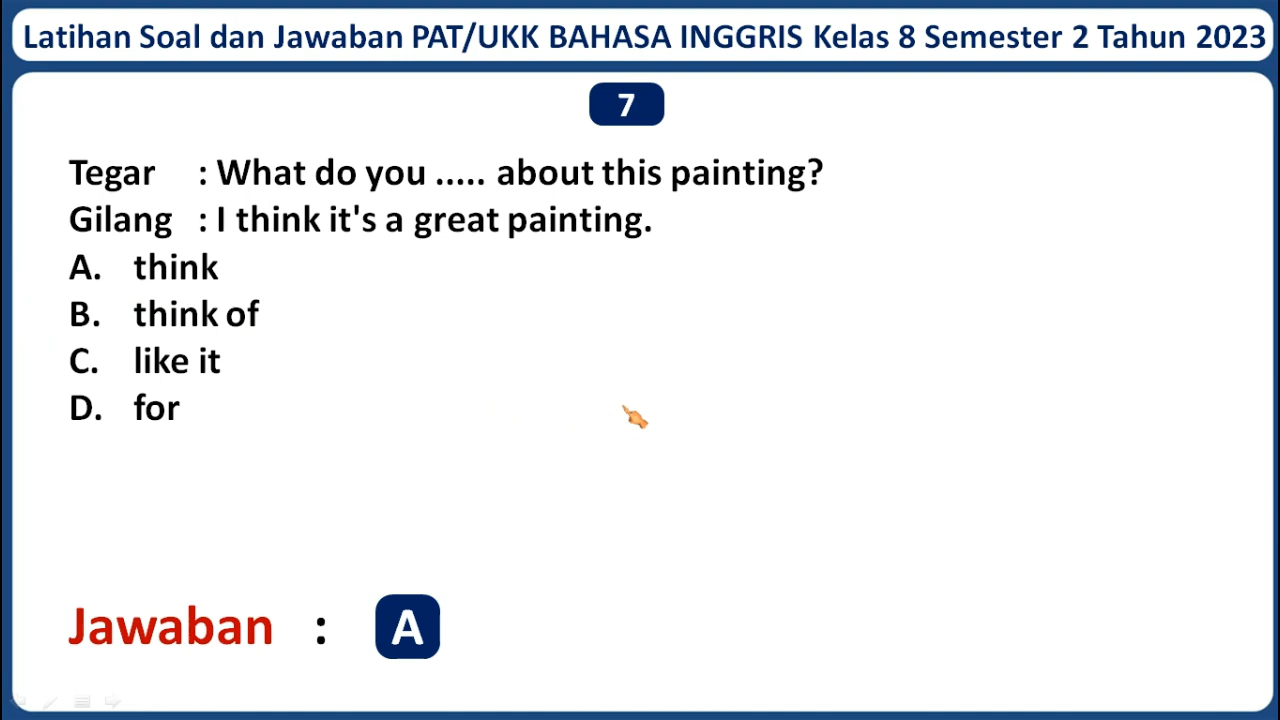 Latihan Soal dan Jawaban PAT/UKK BAHASA INGGRIS Kelas 8 Semester 2 Tahun 2023
7
Tegar : What do you ..... about this painting?
Gilang : I think it's a great painting.
A. think
B. think of
C. like it
D. for
Jawaban : A